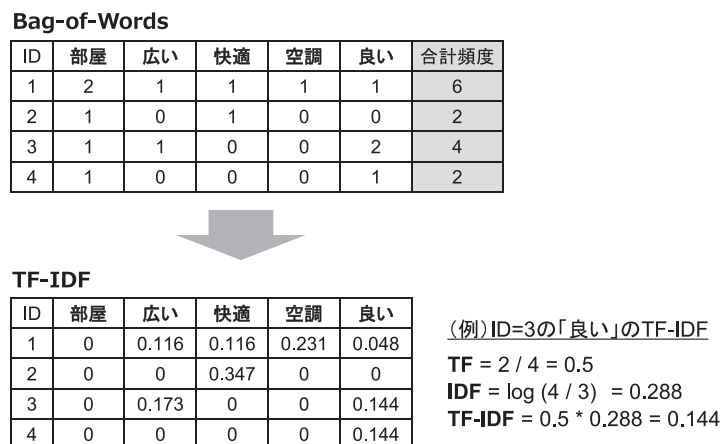 Bag-of-Words
ID 部屋 広い 快適 空調 良い 合計頻度
1 2 1 1 1 1 6
2 1 0 1 0 0 2
3 1 1 0 0 2 4
4 1 0 0 0 1 2
TF-IDF
ID 部屋 広い 快適 空調 良い
1 0 0.116 0.116 0.231 0.048
2 0 0 0.347 0 0
3 0 0.173 0 0 0.144
4 0 0 0 0 0.144
(例)ID=3の「良い」のTF-IDF
TF = 2 / 4 = 0.5
IDF = log (4 / 3) = 0.288
TF-IDF = 0.5 * 0.288 = 0.144